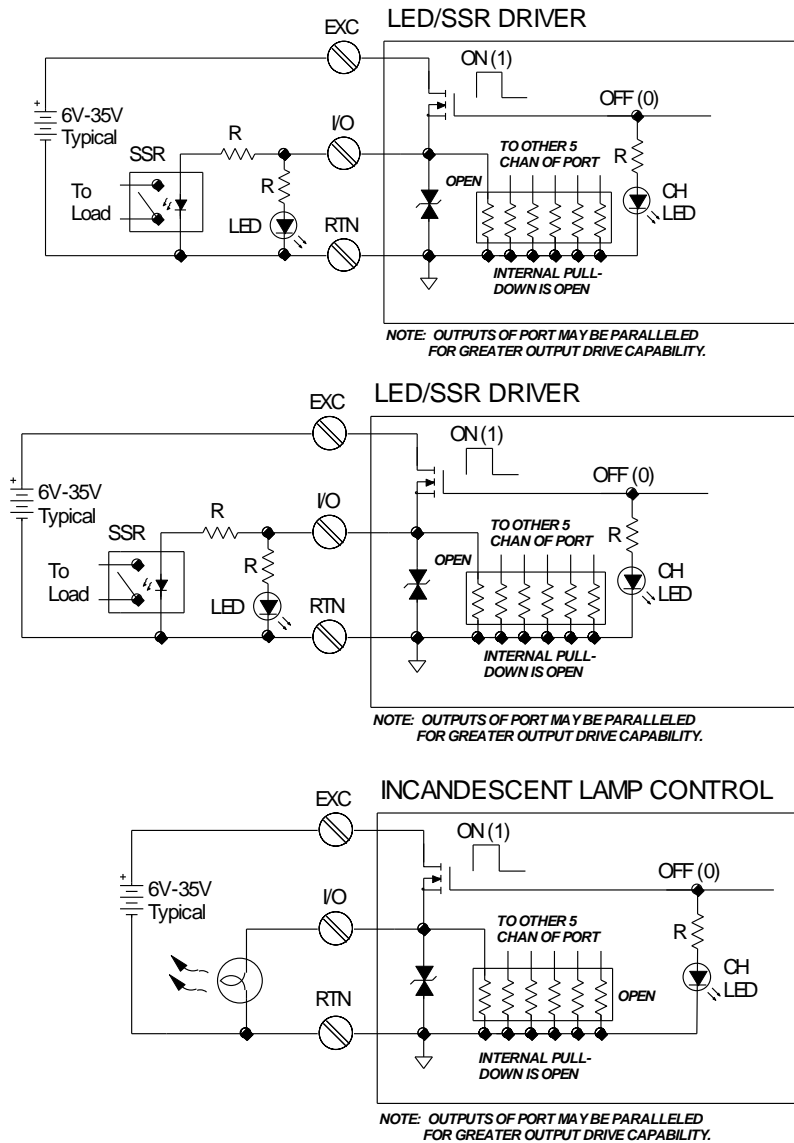 LED/SSR DRIVER
EXC
ON (1)
OFF (0)
+
6V-35V
Typical
I/O
TO OTHER 5
CHAN OF PORT
R
SSR
R
R
OPEN
CH
LED
To
Load
LED
RTN
INTERNAL PULL-
DOWN IS OPEN
NOTE: OUTPUTS OF PORT MAY BE PARALLELED
FOR GREATER OUTPUT DRIVE CAPABILITY.
LED/SSR DRIVER
EXC
ON (1)
OFF (0)
+
6V-35V
Typical
I/O
TO OTHER 5
CHAN OF PORT
R
SSR
R
R
OPEN
CH
LED
To
Load
LED
RTN
INTERNAL PULL-
DOWN IS OPEN
NOTE: OUTPUTS OF PORT MAY BE PARALLELED
FOR GREATER OUTPUT DRIVE CAPABILITY.
INCANDESCENT LAMP CONTROL
EXC
ON (1)
OFF (0)
+
6V-35V
Typical
I/O
TO OTHER 5
CHAN OF PORT
R
CH
LED
OPEN
RTN
INTERNAL PULL-
DOWN IS OPEN
NOTE: OUTPUTS OF PORT MAY BE PARALLELED
FOR GREATER OUTPUT DRIVE CAPABILITY.